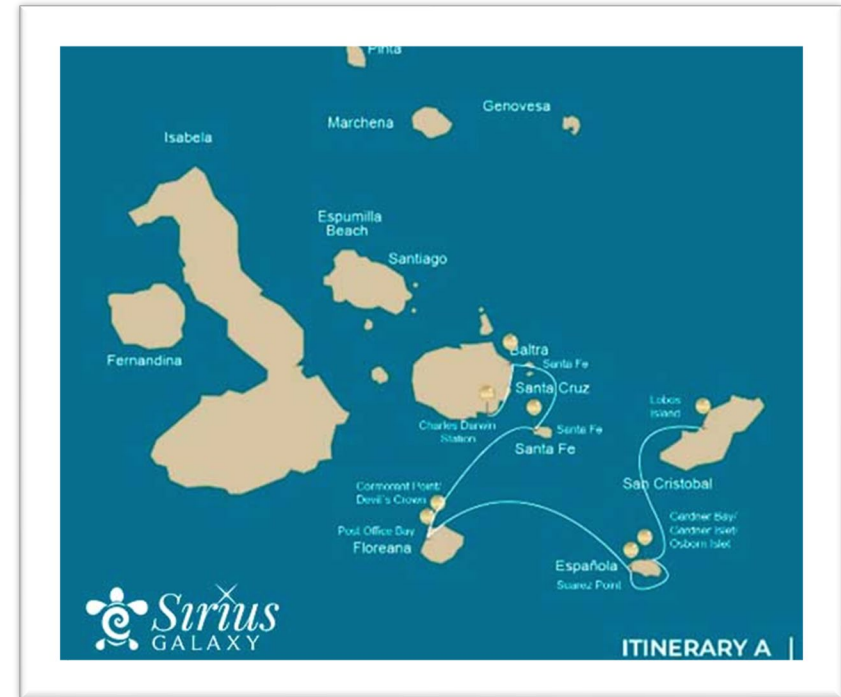 Pinta
Genovesa
Marchena
Isabela
Espumilla
Beach
Santiago
Fernandina
Baltra
Santa Fe
Santa Cruz
Lobos
Island
Charles Darwin
Station
Santa Fe
Santa Fe
San Cristobal
Cormorant Point/
Devil's Crown
Post Office Bay
Floreana
Gardner Bay/
Gardner Islet/
Osborn Islet
Española
Suarez Point
Sirius
GALAXY
ITINERARY A |